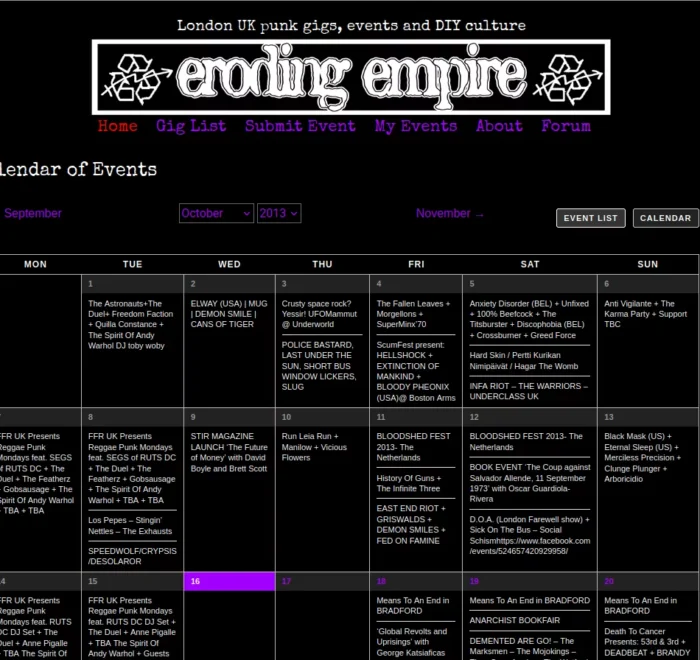 London UK punk gigs, events and DIY culture
eroding empire
Home Gig List Submit Event My Events About Forum
lendar of Events
September October 2013 November → EVENT LIST CALENDAR
MON TUE WED THU FRI SAT SUN
1
The Astronauts+The
Duel+ Freedom Faction
+ Quilla Constance +
The Spirit Of Andy
Warhol DJ toby woby
2
ELWAY (USA) | MUG
| DEMON SMILE |
CANS OF TIGER
3
Crusty space rock?
Yessir! UFOMammut
@ Underworld
POLICE BASTARD,
LAST UNDER THE
SUN, SHORT BUS
WINDOW LICKERS,
SLUG
4
The Fallen Leaves +
Morgellons +
SuperMinx'70
ScumFest present:
HELLSHOCK +
EXTINCTION OF
MANKIND +
BLOODY PHEONIX
(USA)@ Boston Arms
5
Anxiety Disorder (BEL) + Unfixed
+ 100% Beefcock + The
Titsburster + Discophobia (BEL)
+ Crossburner + Greed Force
Hard Skin / Pertti Kurikan
Nimipäivät / Hagar The Womb
INFA RIOT – THE WARRIORS –
UNDERCLASS UK
6
Anti Vigilante + The
Karma Party + Support
TBC
7
FFR UK Presents
Reggae Punk
Mondays feat. SEGS
of RUTS DC + The
Duel + The Featherz
+ Gobsausage + The
Spirit Of Andy Warhol
+ TBA + TBA
8
FFR UK Presents
Reggae Punk Mondays
feat. SEGS of RUTS DC
+ The Duel + The
Featherz + Gobsausage
+ The Spirit Of Andy
Warhol + TBA + TBA
Los Pepes – Stingin'
Nettles – The Exhausts
SPEEDWOLF/CRYPSIS
/DESOLAROR
9
STIR MAGAZINE
LAUNCH 'The Future
of Money' with David
Boyle and Brett Scott
10
Run Leia Run +
Manilow + Vicious
Flowers
11
BLOODSHED FEST
2013- The
Netherlands
History Of Guns +
The Infinite Three
EAST END RIOT +
GRISWALDS +
DEMON SMILES +
FED ON FAMINE
12
BLOODSHED FEST 2013- The
Netherlands
BOOK EVENT 'The Coup against
Salvador Allende, 11 September
1973' with Oscar Guardiola-
Rivera
D.O.A. (London Farewell show) +
Sick On The Bus – Social
Schismhttps://www.facebook.com
/events/524657420929958/
13
Black Mask (US) +
Eternal Sleep (US) +
Merciless Precision +
Clunge Plunger +
Arboricidio
14
FFR UK Presents
Reggae Punk
Mondays feat. RUTS
DC DJ Set + The
Duel + Anne Pigalle
+ TBA The Spirit Of
15
FFR UK Presents
Reggae Punk Mondays
feat. RUTS DC DJ Set +
The Duel + Anne Pigalle
+ TBA The Spirit Of
Andy Warhol + Guests
16
17
18
Means To An End in
BRADFORD
'Global Revolts and
Uprisings' with
George Katsiaficas
19
Means To An End in BRADFORD
ANARCHIST BOOKFAIR
DEMENTED ARE GO! – The
Marksmen – The Mojokings –
20
Means To An End in
BRADFORD
Death To Cancer
Presents: 53rd & 3rd +
DEADBEAT + BRANDY